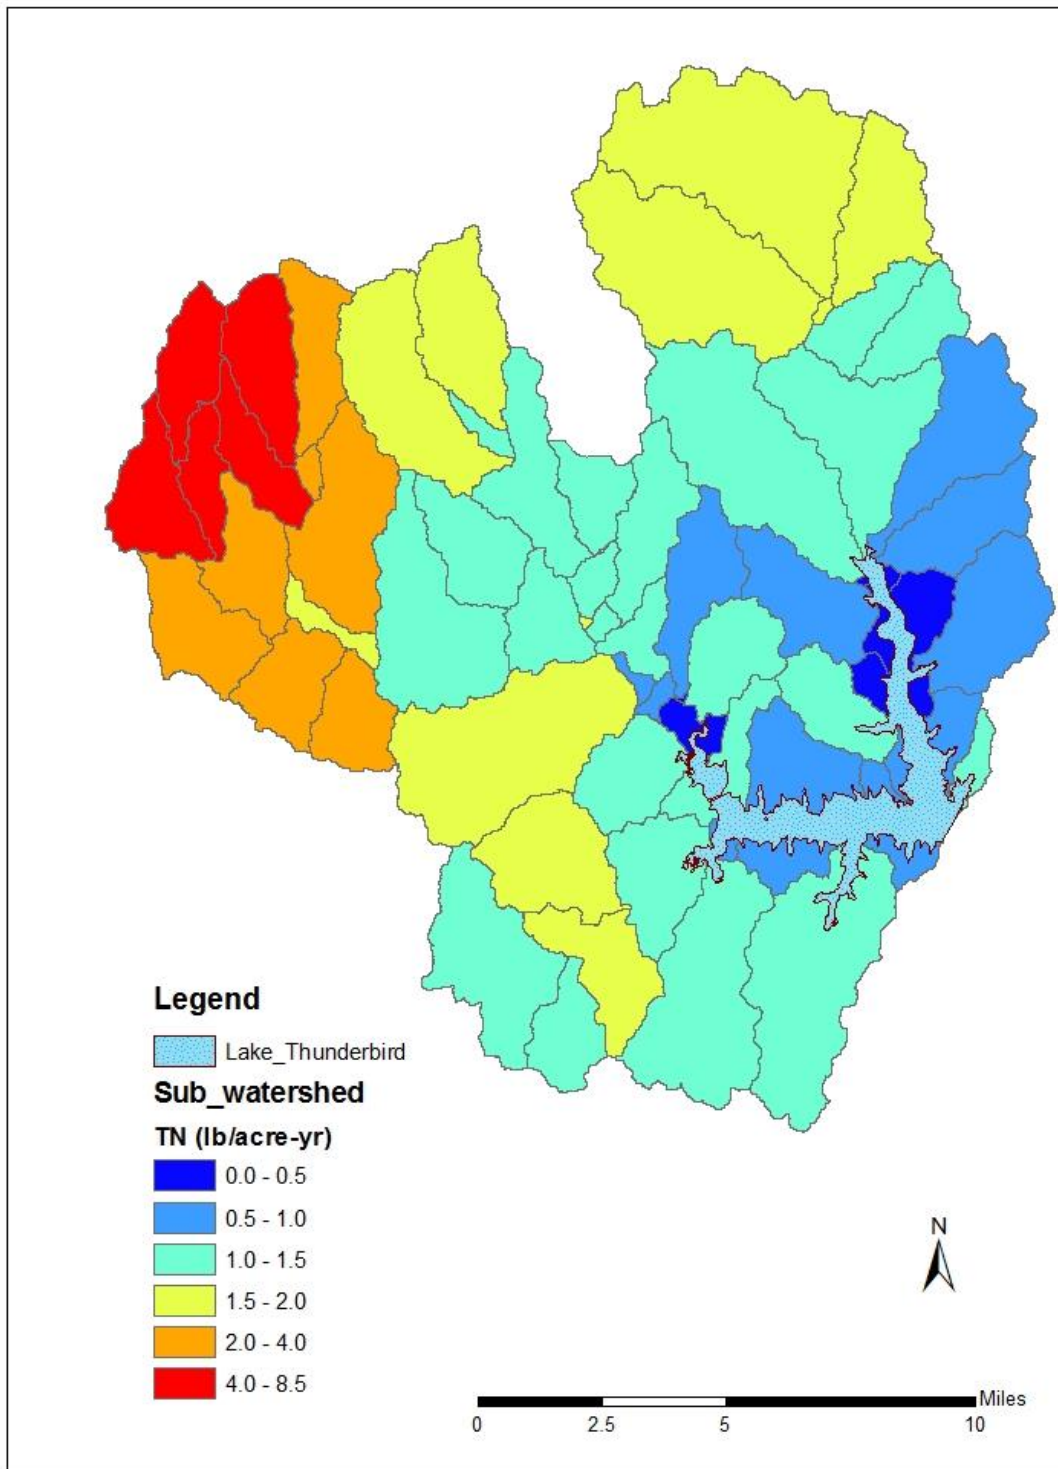 Legend
Lake_Thunderbird
Sub_watershed
TN (lb/acre-yr)
0.0 - 0.5
0.5 - 1.0
1.0 - 1.5
1.5 - 2.0
2.0 - 4.0
4.0 - 8.5
N
Miles
0 2.5 5 10